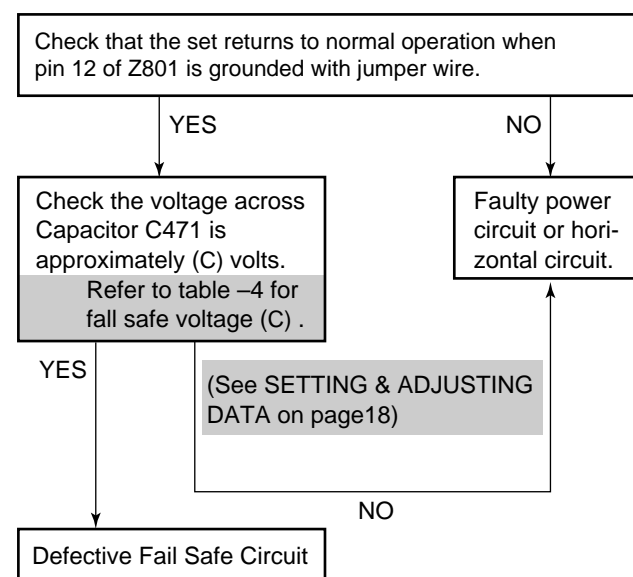 Check that the set returns to normal operation when
pin 12 of Z801 is grounded with jumper wire.
YES
NO
Check the voltage across
Capacitor C471 is
approximately (C) volts.
Refer to table –4 for
fall safe voltage (C) .
Faulty power
circuit or hori-
zontal circuit.
YES
(See SETTING & ADJUSTING
DATA on page18)
NO
Defective Fail Safe Circuit